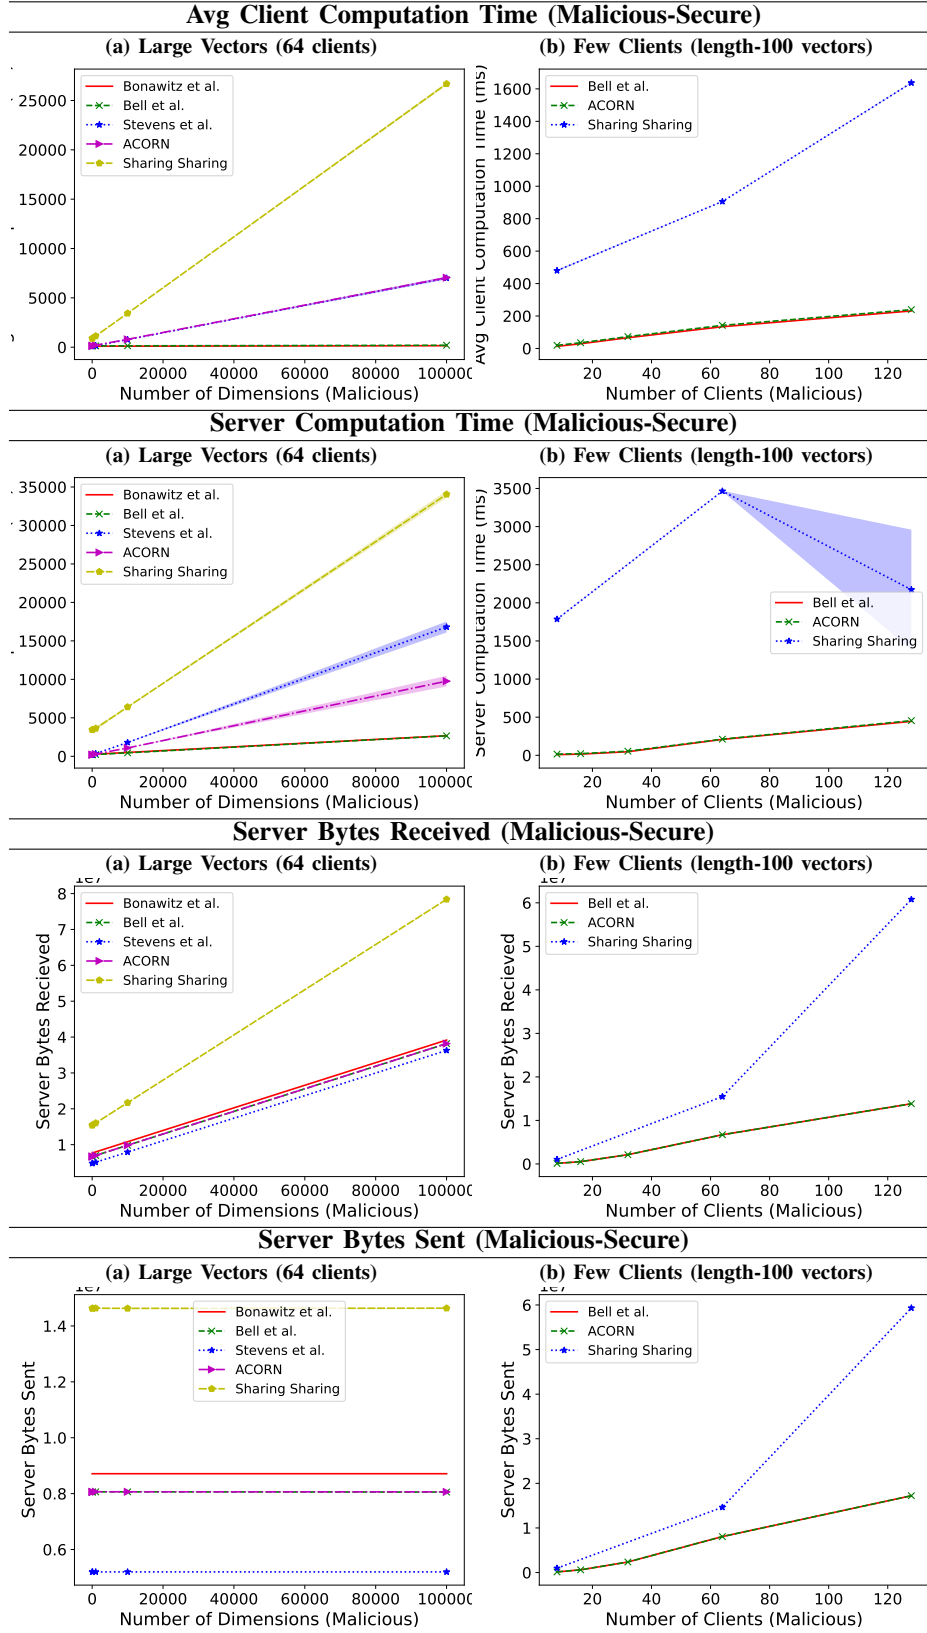 Avg Client Computation Time (Malicious-Secure)
(a) Large Vectors (64 clients)
(b) Few Clients (length-100 vectors)
Bonawitz et al.
Bell et al.
Stevens et al.
ACORN
Sharing Sharing
25000
20000
15000
10000
5000
0
0 20000 40000 60000 80000 100000
Number of Dimensions (Malicious)
Avg Client Computation Time (ms)
Bell et al.
ACORN
Sharing Sharing
1600
1400
1200
1000
800
600
400
200
0
20 40 60 80 100 120
Number of Clients (Malicious)
Server Computation Time (Malicious-Secure)
(a) Large Vectors (64 clients)
(b) Few Clients (length-100 vectors)
Bonawitz et al.
Bell et al.
Stevens et al.
ACORN
Sharing Sharing
35000
30000
25000
20000
15000
10000
5000
0
0 20000 40000 60000 80000 100000
Number of Dimensions (Malicious)
Server Computation Time (ms)
3500
3000
2500
2000
1500
1000
500
0
Bell et al.
ACORN
Sharing Sharing
20 40 60 80 100 120
Number of Clients (Malicious)
Server Bytes Received (Malicious-Secure)
(a) Large Vectors (64 clients)
(b) Few Clients (length-100 vectors)
1e7
Server Bytes Recieved
Bonawitz et al.
Bell et al.
Stevens et al.
ACORN
Sharing Sharing
8
7
6
5
4
3
2
1
0 20000 40000 60000 80000 100000
Number of Dimensions (Malicious)
1e7
Server Bytes Recieved
Bell et al.
ACORN
Sharing Sharing
6
5
4
3
2
1
0
20 40 60 80 100 120
Number of Clients (Malicious)
Server Bytes Sent (Malicious-Secure)
(a) Large Vectors (64 clients)
(b) Few Clients (length-100 vectors)
1e7
Server Bytes Sent
Bonawitz et al.
Bell et al.
Stevens et al.
ACORN
Sharing Sharing
1.4
1.2
1.0
0.8
0.6
0 20000 40000 60000 80000 100000
Number of Dimensions (Malicious)
1e7
Server Bytes Sent
Bell et al.
ACORN
Sharing Sharing
6
5
4
3
2
1
0
20 40 60 80 100 120
Number of Clients (Malicious)